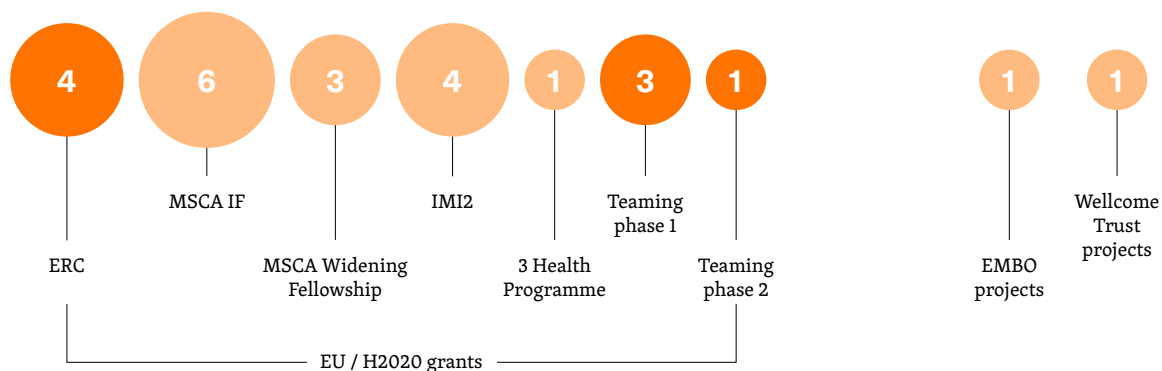 4
6
3
4
1
3
1
1
1
MSCA IF
IMI2
Teaming
phase 1
Wellcome
Trust
projects
ERC
MSCA Widening
Fellowship
3 Health
Programme
Teaming
phase 2
EMBO
projects
EU / H2020 grants